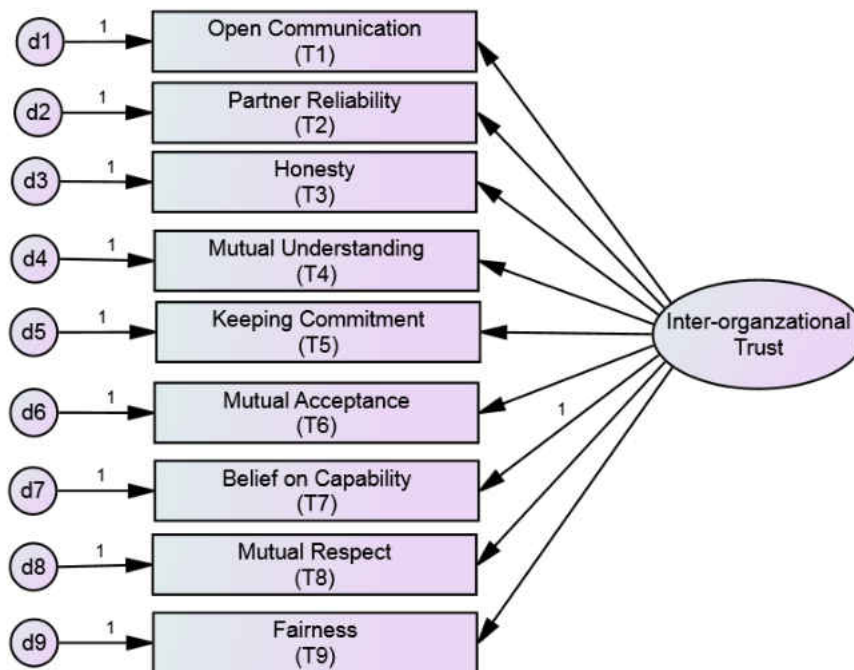 d1
1
Open Communication
(T1)
d2
1
Partner Reliability
(T2)
d3
1
Honesty
(T3)
d4
1
Mutual Understanding
(T4)
d5
1
Keeping Commitment
(T5)
Inter-organzational
Trust
d6
1
Mutual Acceptance
(T6)
1
d7
1
Belief on Capability
(T7)
d8
1
Mutual Respect
(T8)
d9
1
Fairness
(T9)